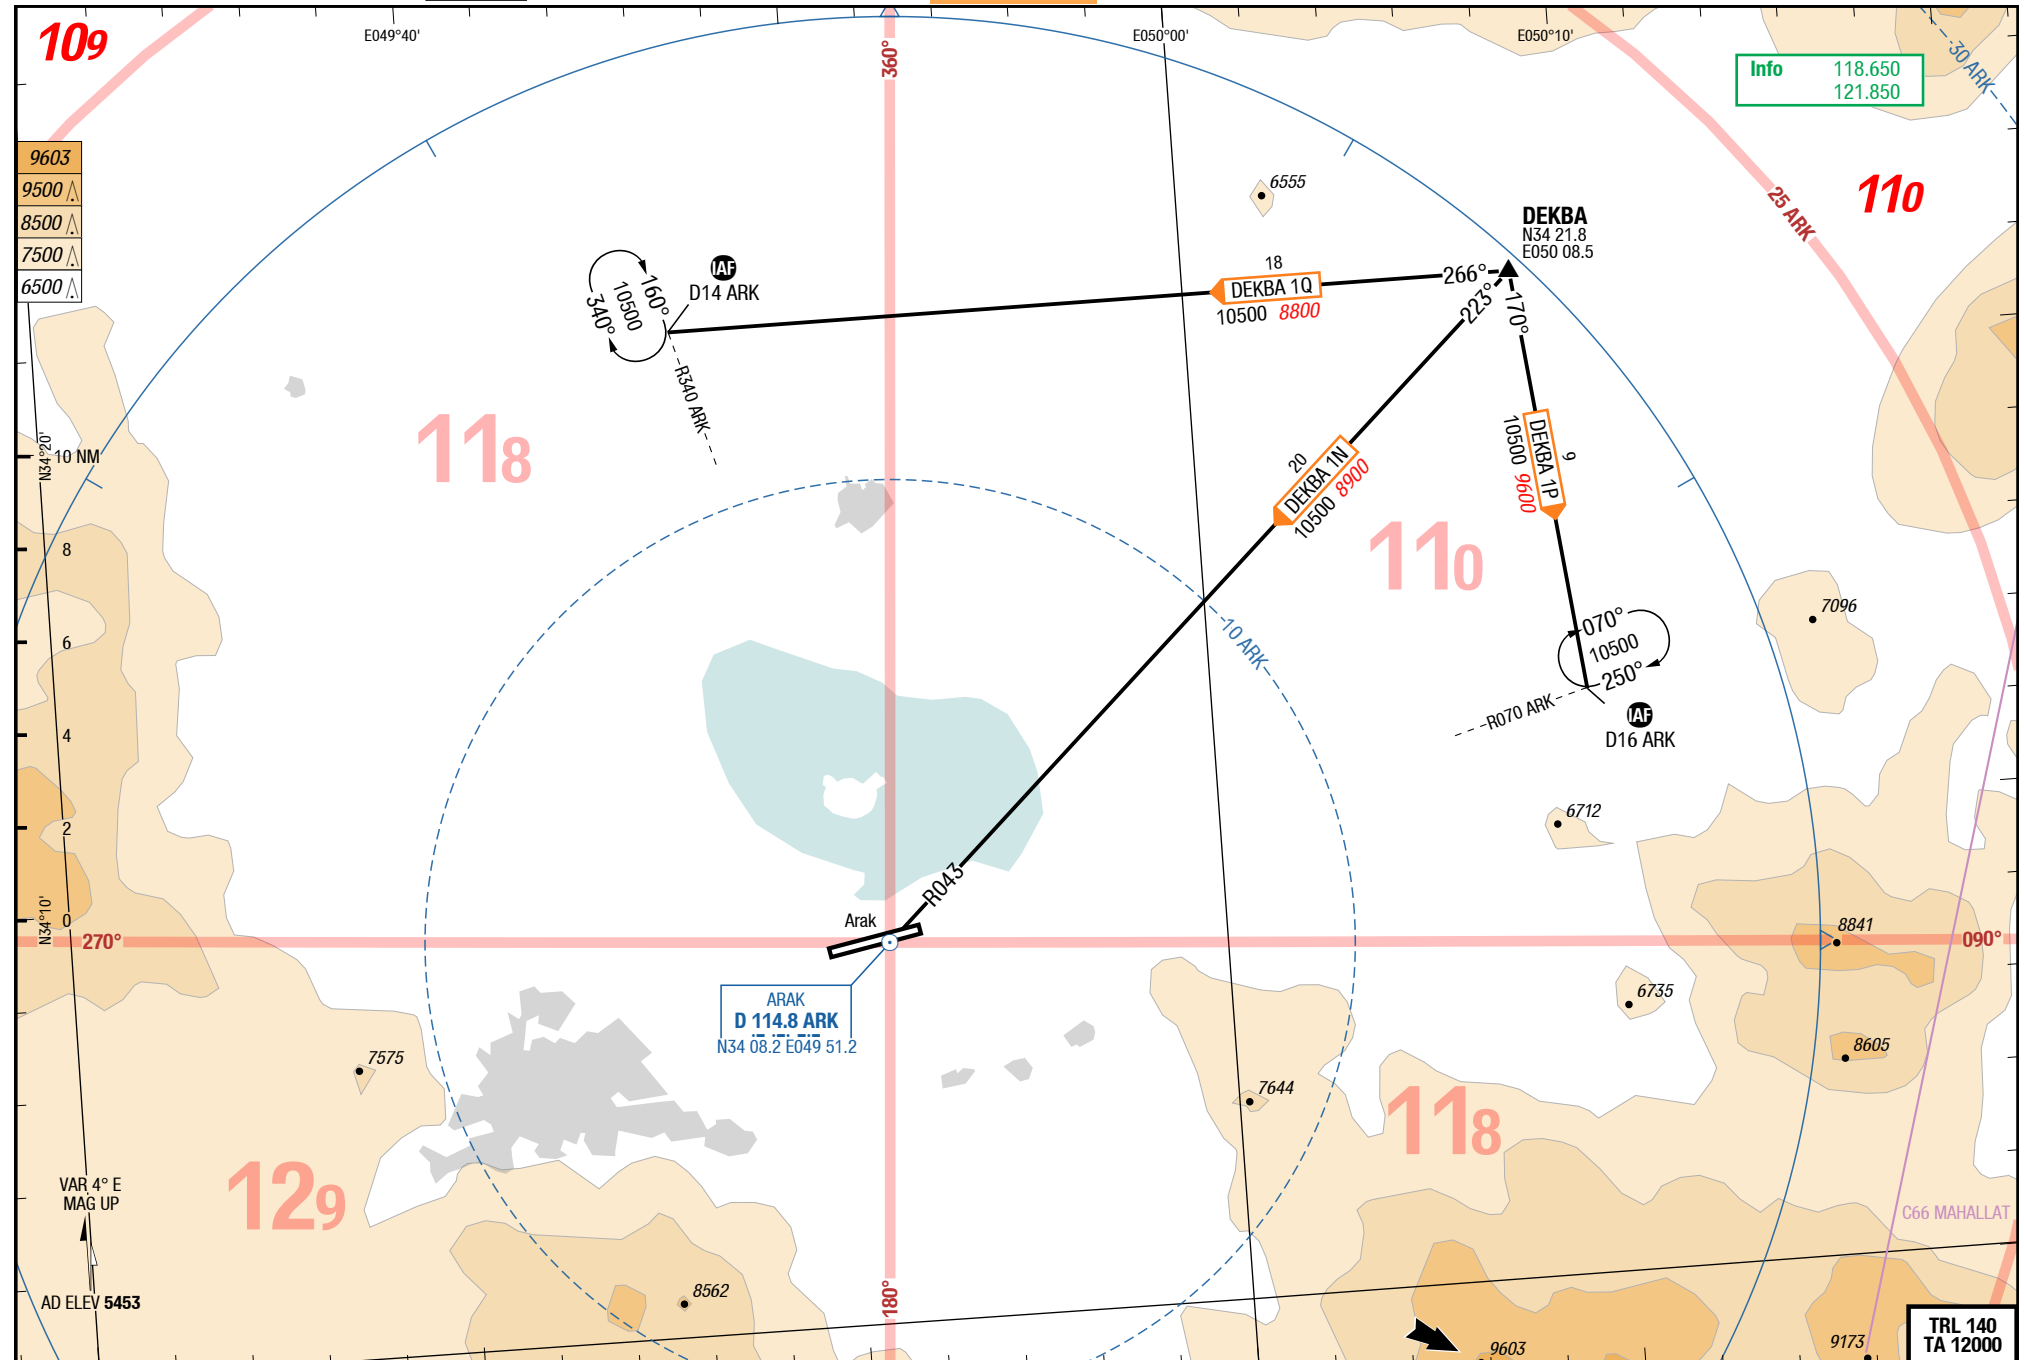 109
E049°40'
360°
E050°00'
E050°10'
30 ARK
Info 118.650
121.850
9603
9500
8500
7500
6500
6555
25 ARK
110
DEKBA
N34 21.8
E050 08.5
IAF
D14 ARK
160°
10500
340°
R340 ARK
18
DEKBA 1Q
10500 8800
266°
223°
170°
118
N34°20'
10 NM
8
6
4
2
0
20
DEKBA 1N
10500 8900
9
DEKBA 1P
10500 9600
110
10 ARK
070°
10500
250°
R070 ARK
IAF
D16 ARK
7096
6712
R043
Arak
N34°10'
270°
090°
8841
ARAK
D 114.8 ARK
N34 08.2 E049 51.2
6735
8605
7575
7644
118
129
VAR 4° E
MAG UP
C66 MAHALLAT
AD ELEV 5453
8562
180°
9603
9173
TRL 140
TA 12000